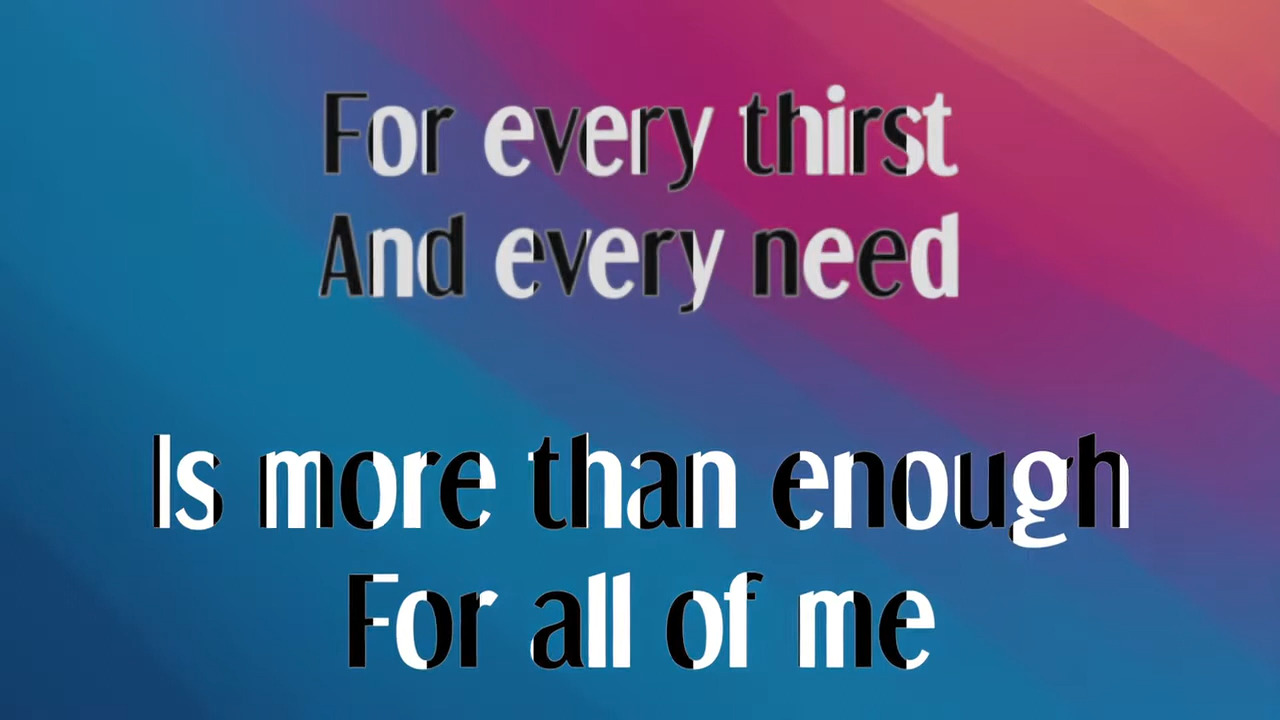 For every thirst
And every need
Is more than enough
For all of me